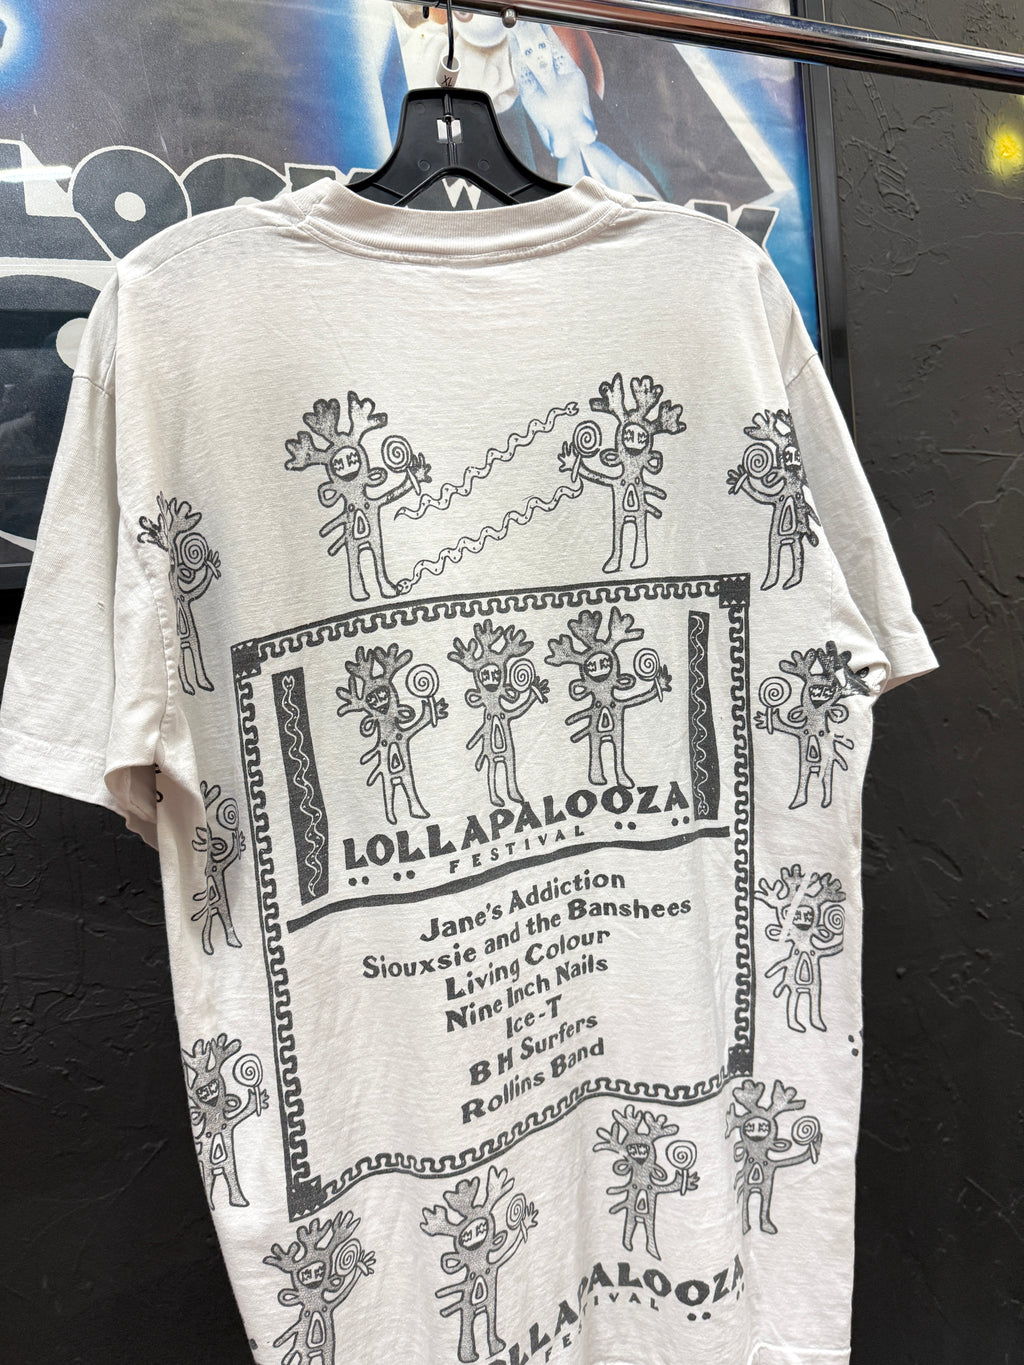 XL
LOLLAPALOOZA
FESTIVAL
Jane's Addiction
Siouxsie and the Banshees
Living Colour
Nine Inch Nails
Ice-T
B H Surfers
Rollins Band
LLAPALOOZA
FESTIVAL